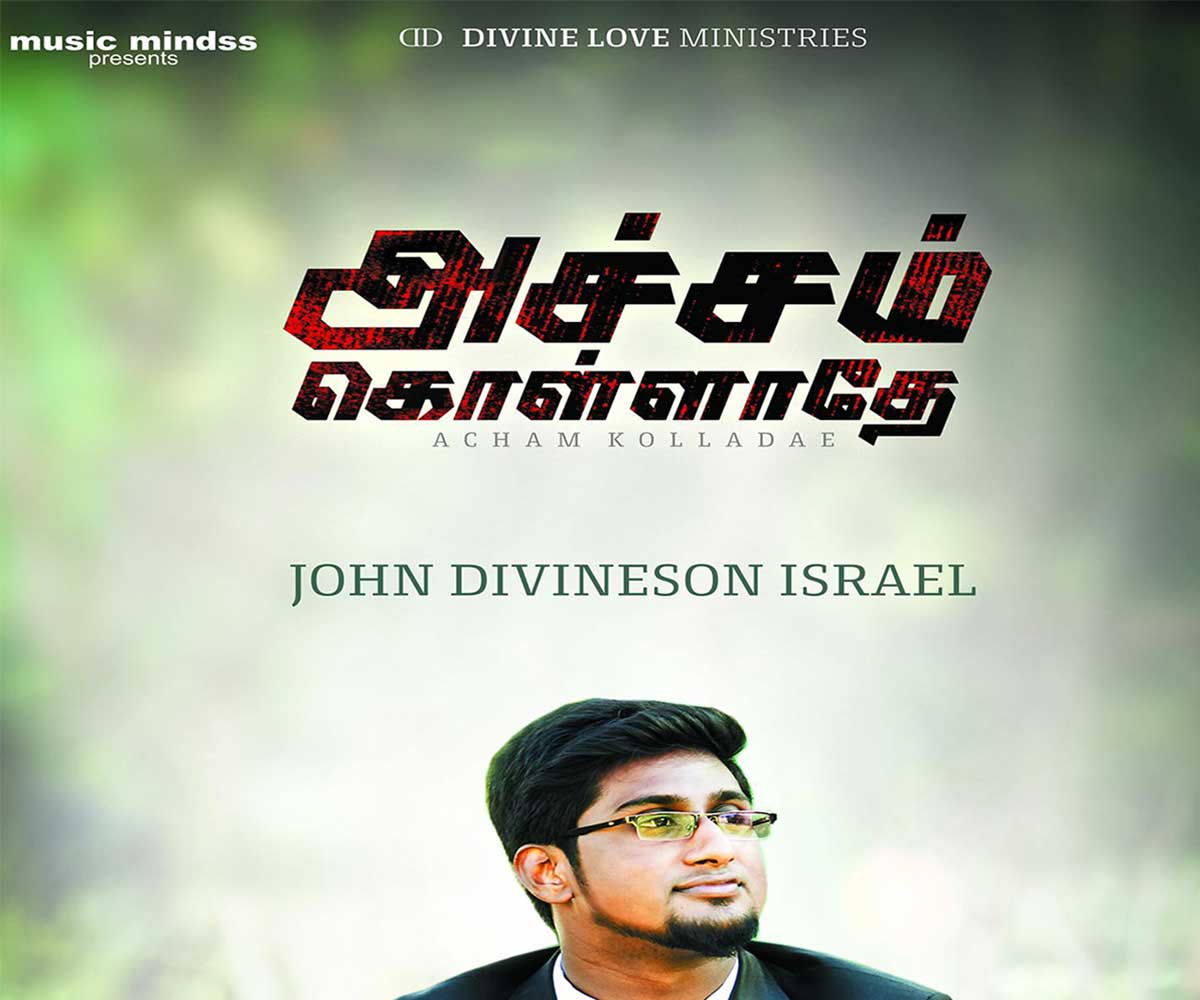 music mindss
presents
DIVINE LOVE MINISTRIES
அச்சம்
கொள்ளாதே
ACHAM KOLLADAE
JOHN DIVINESON ISRAEL